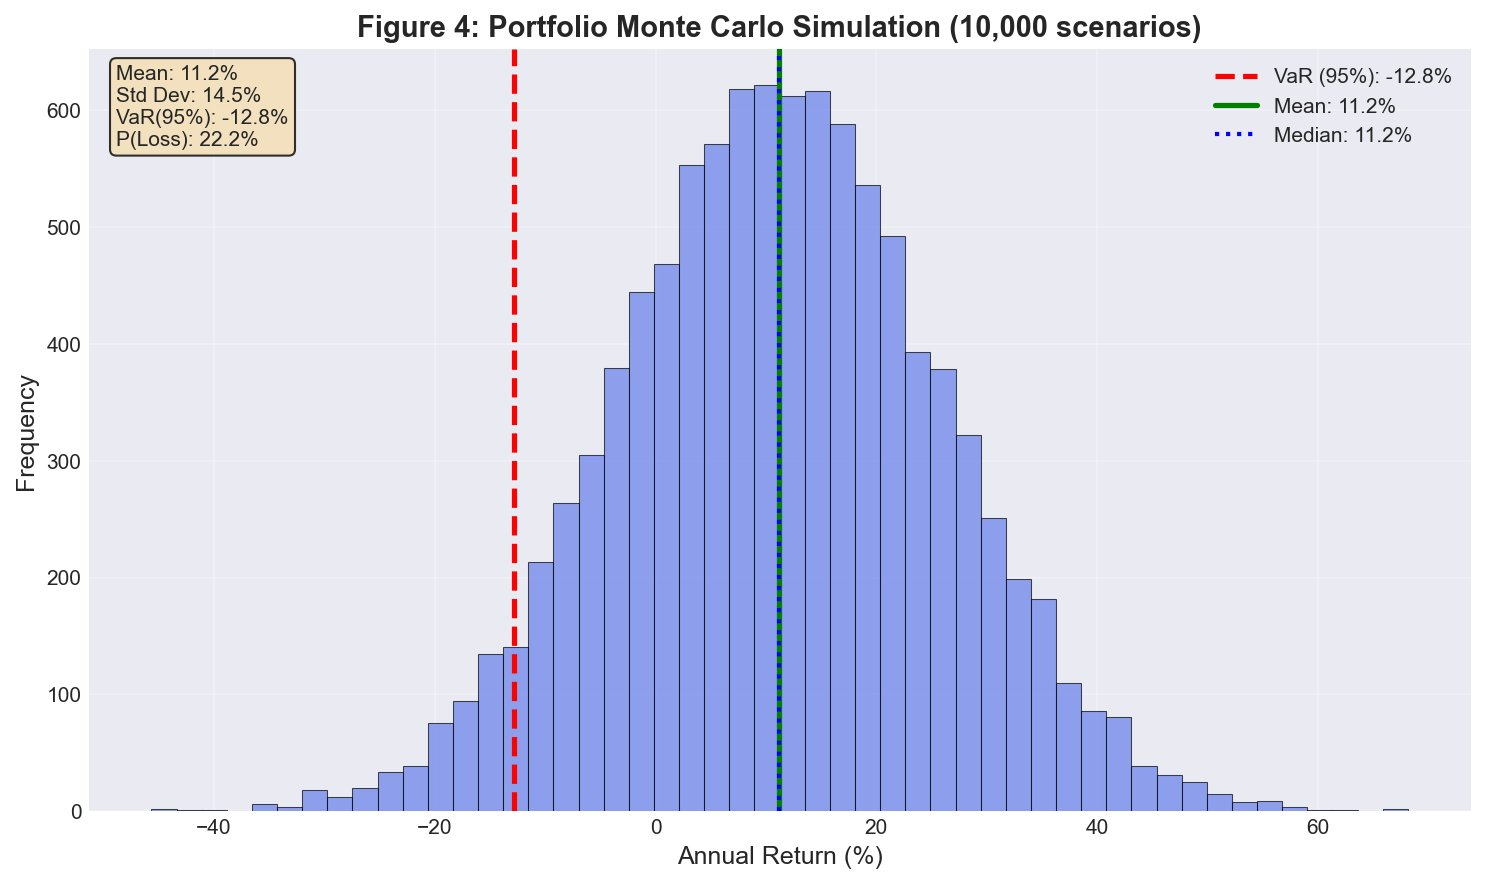 Figure 4: Portfolio Monte Carlo Simulation (10,000 scenarios)
Mean: 11.2%
Std Dev: 14.5%
VaR(95%): -12.8%
P(Loss): 22.2%
VaR (95%): -12.8%
Mean: 11.2%
Median: 11.2%
Frequency
600
500
400
300
200
100
0
−40
−20
0
20
40
60
Annual Return (%)